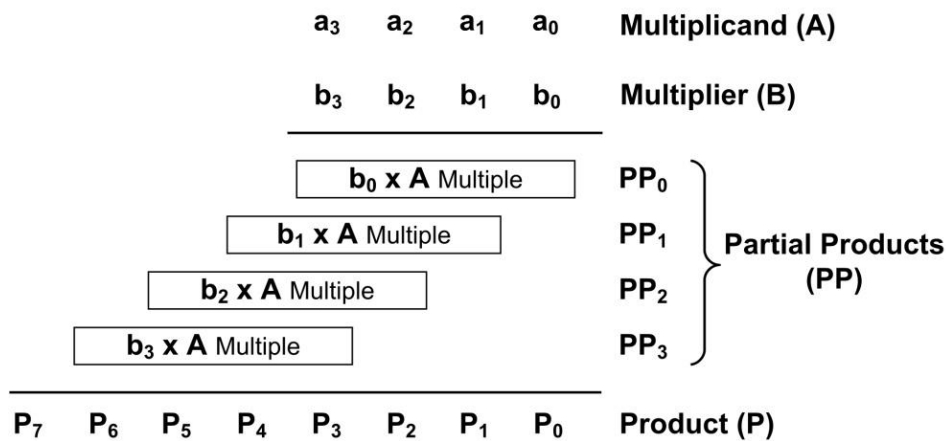 a₃ a₂ a₁ a₀ Multiplicand (A)
b₃ b₂ b₁ b₀ Multiplier (B)
b₀ x A Multiple PP₀
b₁ x A Multiple PP₁
b₂ x A Multiple PP₂
b₃ x A Multiple PP₃
Partial Products
(PP)
P₇ P₆ P₅ P₄ P₃ P₂ P₁ P₀ Product (P)